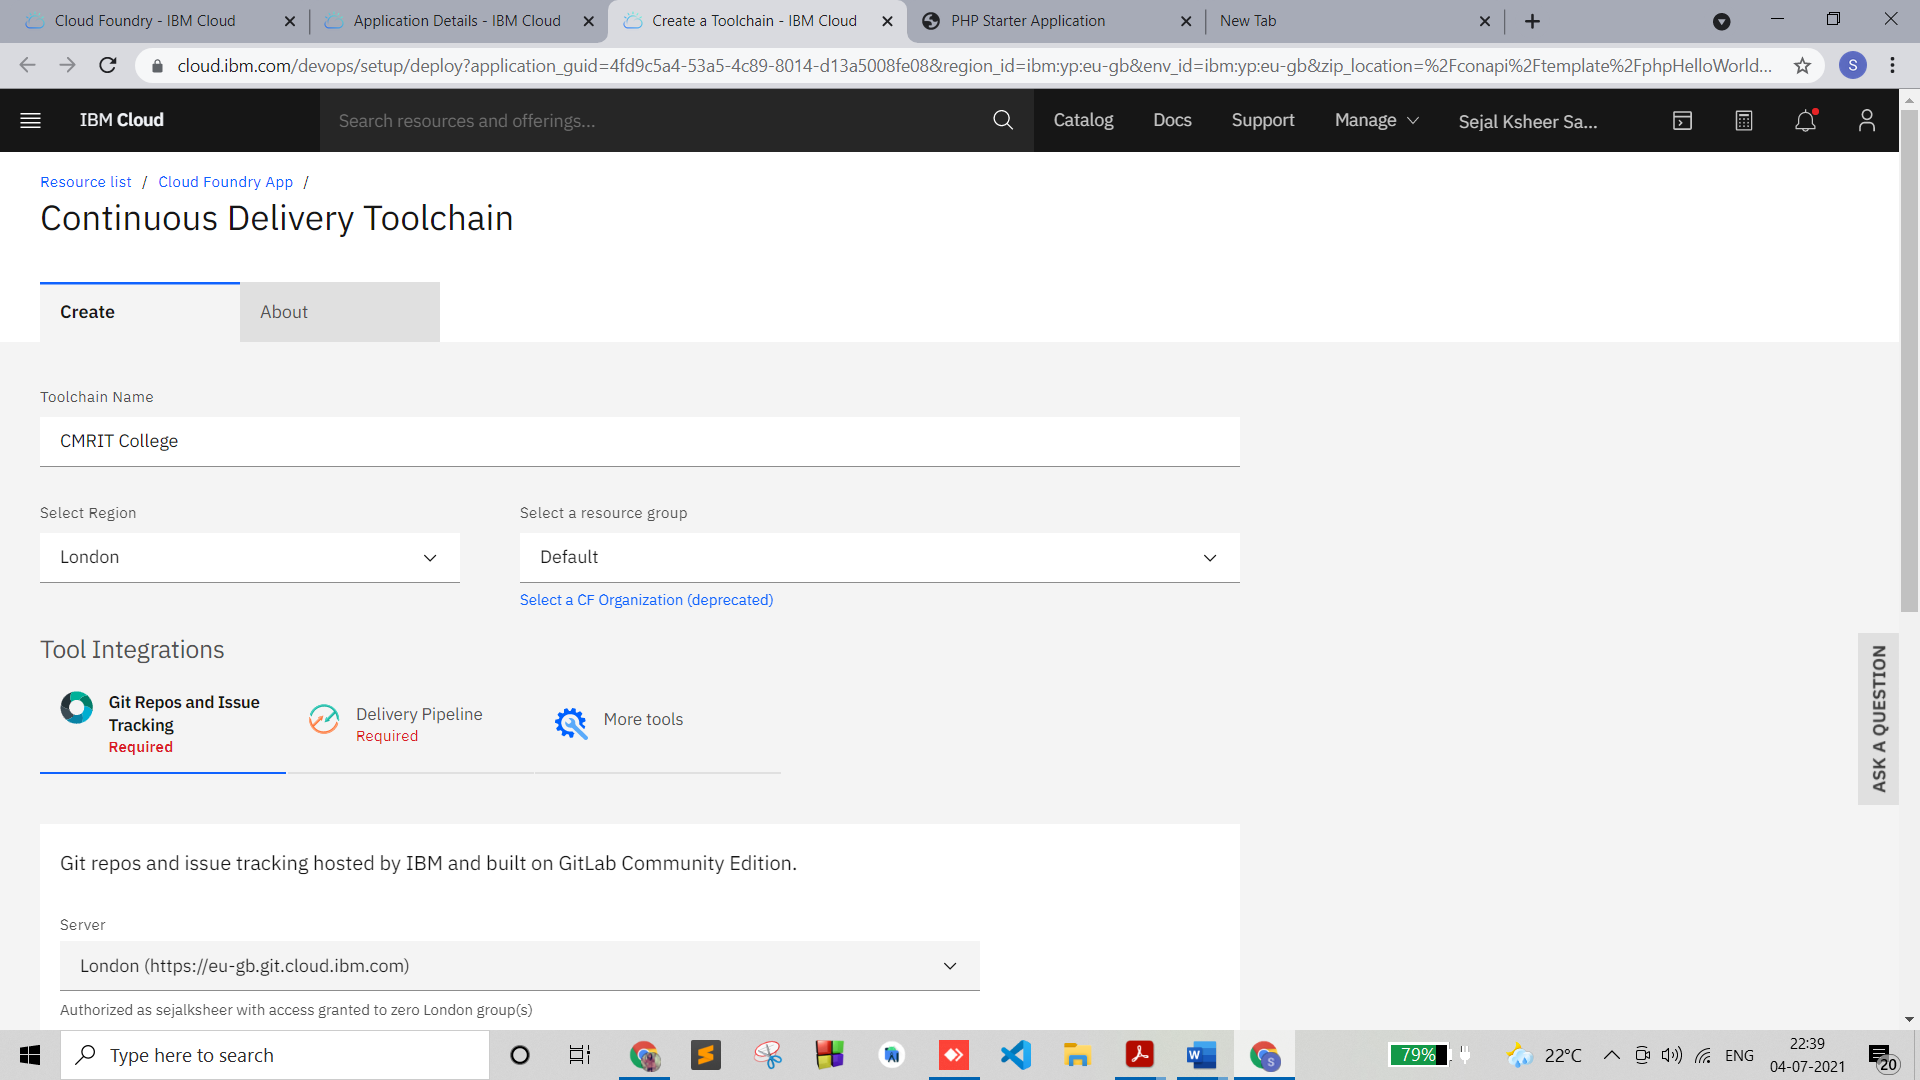 Cloud Foundry - IBM Cloud
Application Details - IBM Cloud
Create a Toolchain - IBM Cloud
PHP Starter Application
New Tab
cloud.ibm.com/devops/setup/deploy?application_guid=4fd9c5a4-53a5-4c89-8014-d13a5008fe08&region_id=ibm:yp:eu-gb&env_id=ibm:yp:eu-gb&zip_location=%2Fconapi%2Ftemplate%2FphpHelloWorld...
S
IBM Cloud
Search resources and offerings...
Catalog
Docs
Support
Manage
Sejal Ksheer Sa...
Resource list / Cloud Foundry App /
Continuous Delivery Toolchain
Create
About
Toolchain Name
CMRIT College
Select Region
Select a resource group
London
Default
Select a CF Organization (deprecated)
Tool Integrations
Git Repos and Issue
Tracking
Required
Delivery Pipeline
Required
More tools
ASK A QUESTION
Git repos and issue tracking hosted by IBM and built on GitLab Community Edition.
Server
London (https://eu-gb.git.cloud.ibm.com)
Authorized as sejalksheer with access granted to zero London group(s)
Type here to search
79%
22°C
ENG
22:39
04-07-2021
20